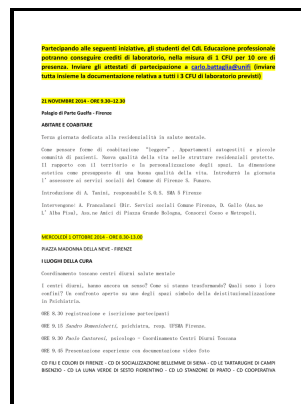 Partecipando alle seguenti iniziative, gli studenti del CdL Educazione professionale
potranno conseguire crediti di laboratorio, nella misura di 1 CFU per 10 ore di
presenza. Inviare gli attestati di partecipazione a carlo.battaglia@unifi (inviare
tutta insieme la documentazione relativa a tutti i 3 CFU di laboratorio previsti)
21 NOVEMBRE 2014 - ORE 9.30–12.30
Palagio di Parte Guelfa - Firenze
ABITARE E COABITARE
Terza giornata dedicata alla residenzialità in salute mentale.
Come pensare forme di coabitazione "leggere". Appartamenti autogestiti e piccole
comunità di pazienti. Nuova qualità della vita nelle strutture residenziali protette.
Il rapporto con il territorio e la personalizzazione degli spazi. La dimensione
estetica come presupposto di una buona qualità della vita. Introdurrà la giornata
l'assessore ai servizi sociali del Comune di Firenze S. Funaro.
Introduzione di A. Tanini, responsabile S.O.S. SMA 5 Firenze
Intervengono: A. Francalanci (Dir. Servizi sociali Comune Firenze, D. Gallo (Ass.ne
L'Alba Pisa), Ass.ne Amici di Piazza Grande Bologna, Consorzi Cosso e Metropoli.
MERCOLEDÌ 1 OTTOBRE 2014 - ORE 8.30-13.00
PIAZZA MADONNA DELLA NEVE - FIRENZE
I LUOGHI DELLA CURA
Coordinamento toscano centri diurni salute mentale
I centri diurni, hanno ancora un senso? Come si stanno trasformando? Quali sono i loro
confini? Un confronto aperto su uno degli spazi simbolo della deistituzionalizzazione
in Psichiatria.
ORE 8.30 registrazione e iscrizione partecipanti
ORE 9.15 Sandro Domenichetti, psichiatra, resp. UFSMA Firenze.
ORE 9.30 Paolo Cantoresi, psicologo - Coordinamento Centri Diurni Toscana
ORE 9.45 Presentazione esperienze con documentazione video foto
CD FILI E COLORI DI FIRENZE - CD DI SOCIALIZZAZIONE BELLEMME DI SIENA - CD LE TARTARUGHE DI CAMPI
BISENZIO - CD LA LUNA VERDE DI SESTO FIORENTINO - CD LO STANZONE DI PRATO - CD COOPERATIVA